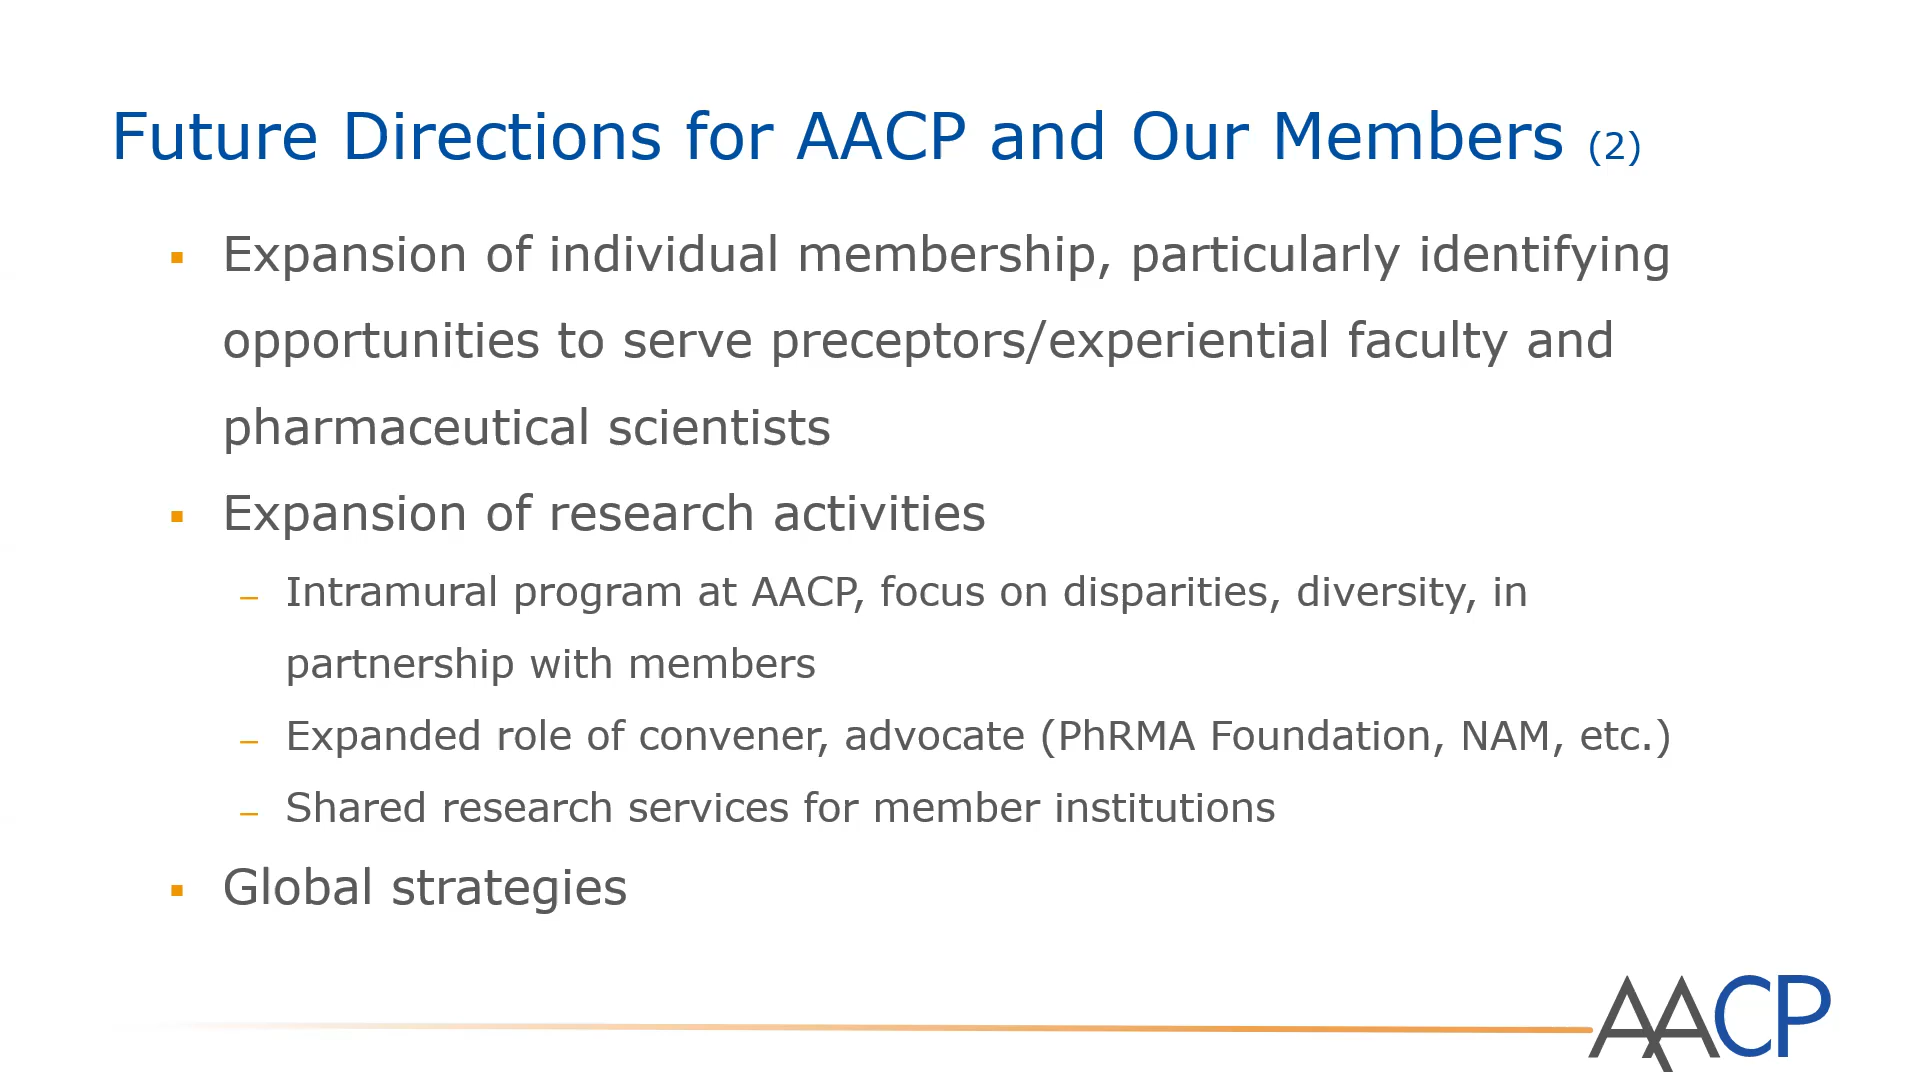 Future Directions for AACP and Our Members (2)
▪ Expansion of individual membership, particularly identifying
opportunities to serve preceptors/experiential faculty and
pharmaceutical scientists
▪ Expansion of research activities
– Intramural program at AACP, focus on disparities, diversity, in
partnership with members
– Expanded role of convener, advocate (PhRMA Foundation, NAM, etc.)
– Shared research services for member institutions
▪ Global strategies
AACP